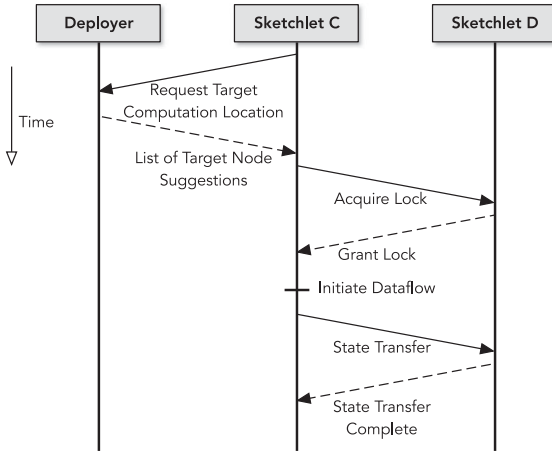 Deployer
Sketchlet C
Sketchlet D
Time
Request Target
Computation Location
List of Target Node
Suggestions
Acquire Lock
Grant Lock
Initiate Dataflow
State Transfer
State Transfer
Complete